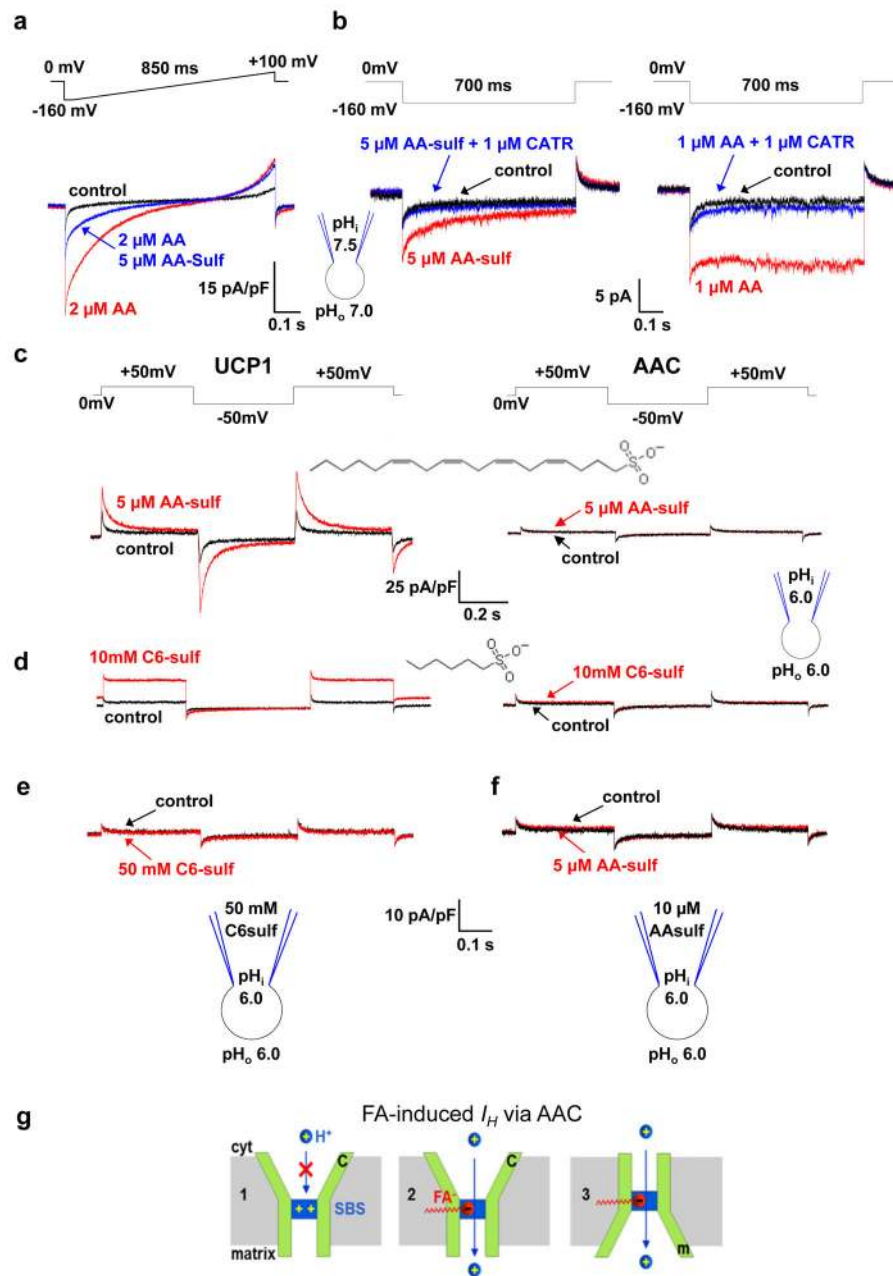 a
b
0 mV
850 ms
+100 mV
-160 mV
0mV
700 ms
-160 mV
0mV
700 ms
-160 mV
control
2 µM AA
5 µM AA-Sulf
2 µM AA
15 pA/pF
0.1 s
pHi
7.5
pHo 7.0
5 µM AA-sulf + 1 µM CATR
control
5 µM AA-sulf
1 µM AA + 1 µM CATR
control
1 µM AA
5 pA
0.1 s
c
UCP1
AAC
+50mV
+50mV
0mV
-50mV
+50mV
+50mV
0mV
-50mV
O
O⁻
S
O
5 µM AA-sulf
control
5 µM AA-sulf
control
25 pA/pF
0.2 s
pHi
6.0
pHo 6.0
d
10mM C6-sulf
control
O
O⁻
S
O
10mM C6-sulf
control
e
control
50 mM C6-sulf
f
control
5 µM AA-sulf
10 pA/pF
0.1 s
50 mM
C6sulf
pHi
6.0
pHo 6.0
10 µM
AAsulf
pHi
6.0
pHo 6.0
g
FA-induced IH via AAC
cyt
+ H⁺
C
1
+ +
SBS
matrix
+
C
2
FA⁻
-
+
+
3
-
m
+